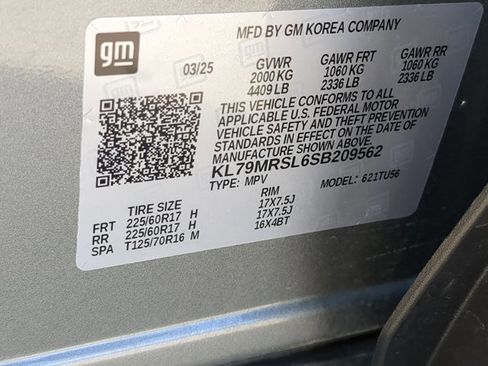 MFD BY GM KOREA COMPANY
gm
03/25 GVWR GAWR FRT GAWR RR
2000 KG 1060 KG 1060 KG
4409 LB 2336 LB 2336 LB
THIS VEHICLE CONFORMS TO ALL
APPLICABLE U.S. FEDERAL MOTOR
VEHICLE SAFETY AND THEFT PREVENTION
STANDARDS IN EFFECT ON THE DATE OF
MANUFACTURE SHOWN ABOVE.
KL79MRSL6SB209562
TYPE: MPV MODEL: 621TU56
TIRE SIZE RIM
FRT 225/60R17 H 17X7.5J
RR 225/60R17 H 17X7.5J
SPA T125/70R16 M 16X4BT